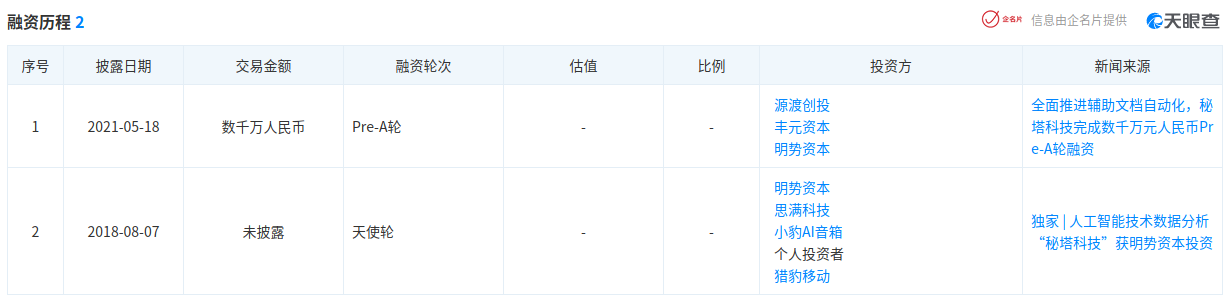 融资历程 2
企名片 信息由企名片提供 天眼查
序号 披露日期 交易金额 融资轮次 估值 比例 投资方 新闻来源
1 2021-05-18 数千万人民币 Pre-A轮 - -
源渡创投
丰元资本
明势资本
全面推进辅助文档自动化，秘
塔科技完成数千万元人民币Pr
e-A轮融资
2 2018-08-07 未披露 天使轮 - -
明势资本
思满科技
小豹AI音箱
个人投资者
猎豹移动
独家 | 人工智能技术数据分析
“秘塔科技”获明势资本投资